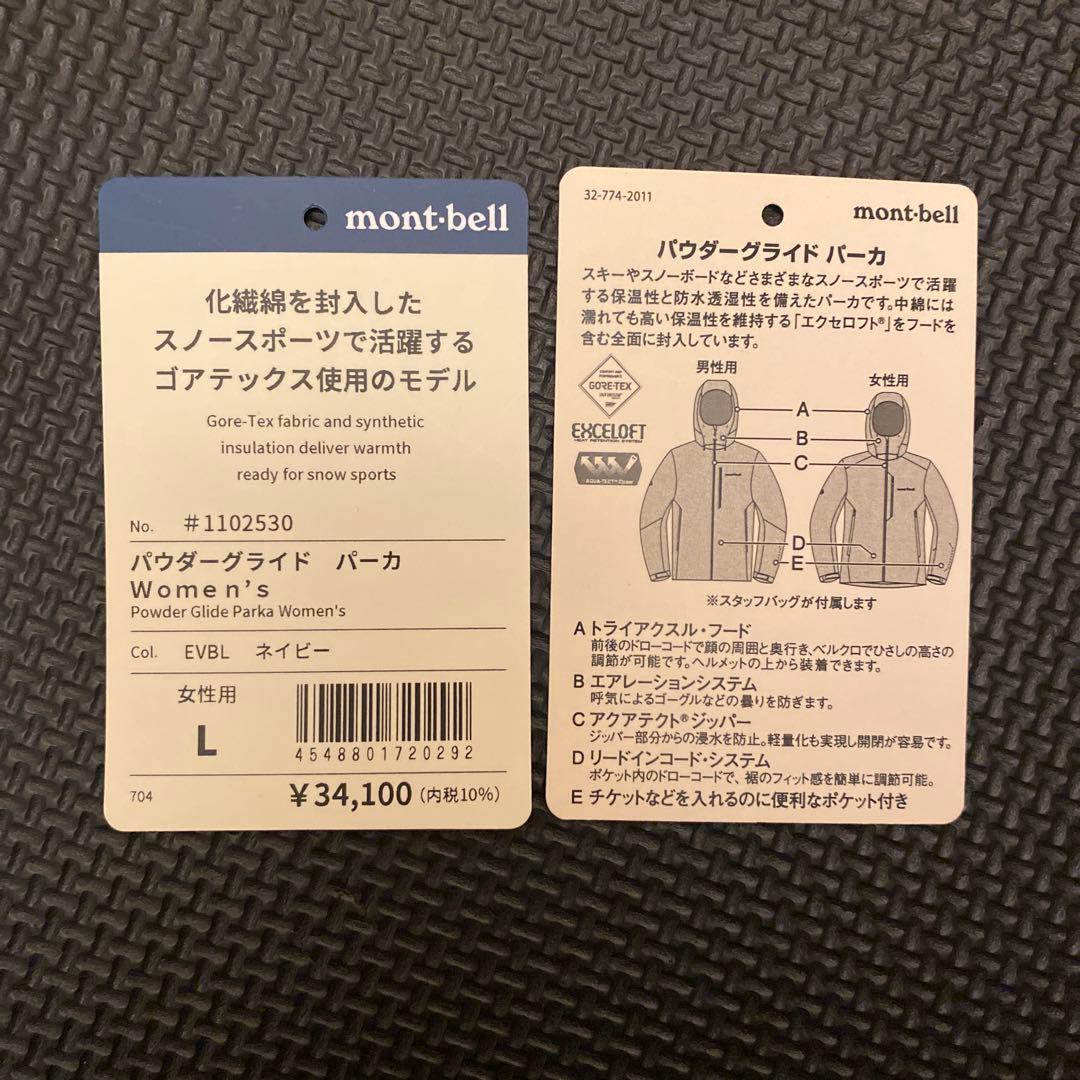 mont-bell
化繊綿を封入した
スノースポーツで活躍する
ゴアテックス使用のモデル
Gore-Tex fabric and synthetic
insulation deliver warmth
ready for snow sports
No. #1102530
パウダーグライド パーカ
Women's
Powder Glide Parka Women's
Col. EVBL ネイビー
女性用
L
4548801720292
704
¥34,100(内税10%)
32-774-2011
mont-bell
パウダーグライド パーカ
スキーやスノーボードなどさまざまなスノースポーツで活躍
する保温性と防水透湿性を備えたパーカです。中綿には
濡れても高い保温性を維持する「エクセロフト®」をフードを
含む全面に封入しています。
男性用
女性用
GORE-TEX
EXCELOFT
HEAT RETENTION SYSTEM
AQUA-TECT™ Zipper
A
B
C
D
E
※スタッフバッグが付属します
A トライアクスル・フード
前後のドローコードで顔の周囲と奥行き、ベルクロでひさしの高さの
調節が可能です。ヘルメットの上から装着できます。
B エアレーションシステム
呼気によるゴーグルなどの曇りを防ぎます。
C アクアテクト®ジッパー
ジッパー部分からの浸水を防止。軽量化も実現し開閉が容易です。
D リードインコード・システム
ポケット内のドローコードで、裾のフィット感を簡単に調節可能。
E チケットなどを入れるのに便利なポケット付き